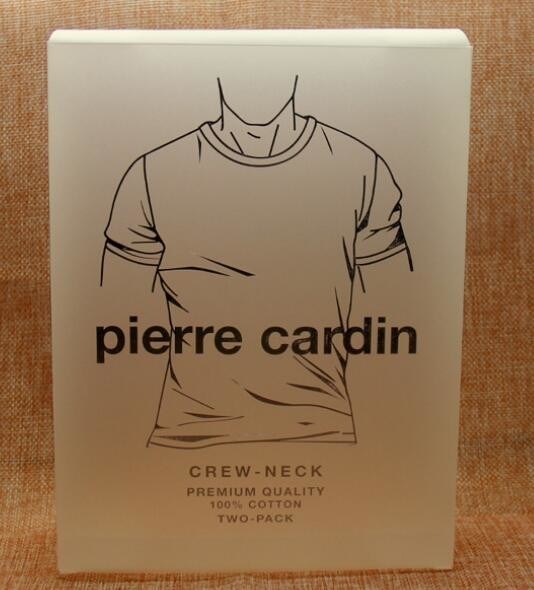 pierre cardin
CREW-NECK
PREMIUM QUALITY
100% COTTON
TWO-PACK